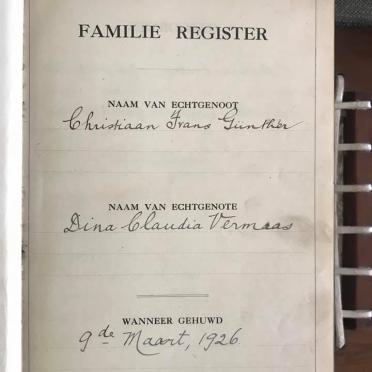 FAMILIE REGISTER
NAAM VAN ECHTGENOOT
Christiaan Frans Günther
NAAM VAN ECHTGENOTE
Dina Claudia Vermaas
WANNEER GEHUWD
9de Maart, 1926